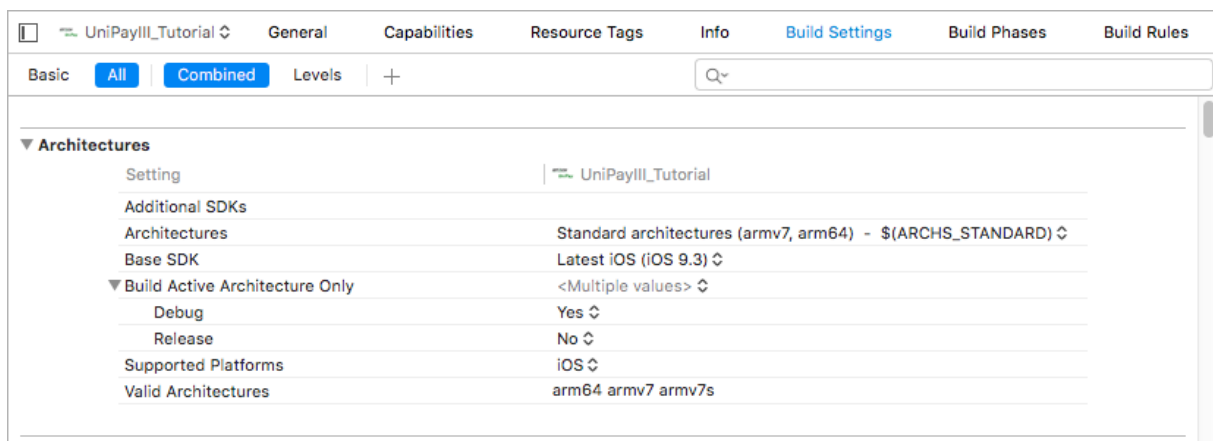 UniPayIII_Tutorial General Capabilities Resource Tags Info Build Settings Build Phases Build Rules
Basic All Combined Levels
Architectures
Setting UniPayIII_Tutorial
Additional SDKs
Architectures Standard architectures (armv7, arm64) - $(ARCHS_STANDARD)
Base SDK Latest iOS (iOS 9.3)
Build Active Architecture Only <Multiple values>
Debug Yes
Release No
Supported Platforms iOS
Valid Architectures arm64 armv7 armv7s